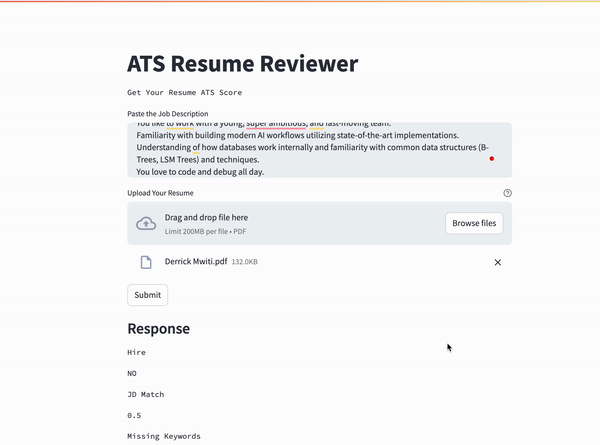 ATS Resume Reviewer
Get Your Resume ATS Score
Paste the Job Description
You like to work with a young, super ambitious, and fast-moving team.
Familiarity with building modern AI workflows utilizing state-of-the-art implementations.
Understanding of how databases work internally and familiarity with common data structures (B-
Trees, LSM Trees) and techniques.
You love to code and debug all day.
Upload Your Resume
Drag and drop file here
Limit 200MB per file • PDF
Browse files
Derrick Mwiti.pdf 132.0KB
Submit
Response
Hire
NO
JD Match
0.5
Missing Keywords